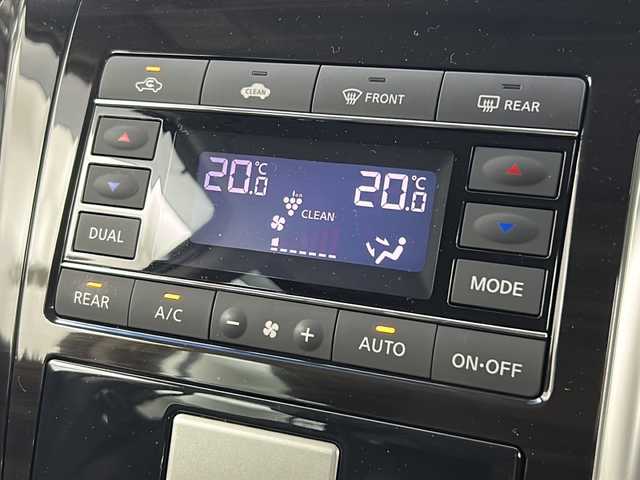 CLEAN FRONT REAR
20.0°C 20.0°C
CLEAN
DUAL
MODE
REAR A/C − + AUTO ON·OFF